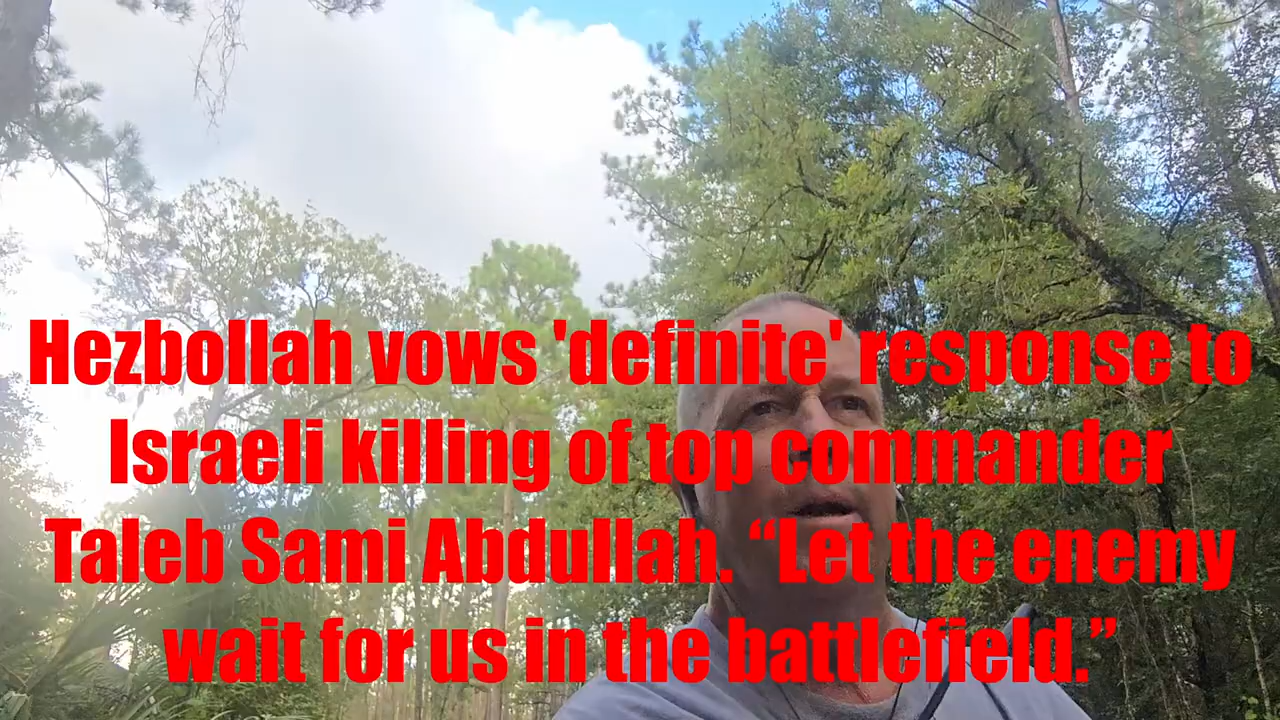 Hezbollah vows 'definite' response to
Israeli killing of top commander
Taleb Sami Abdullah. “Let the enemy
wait for us in the battlefield.”